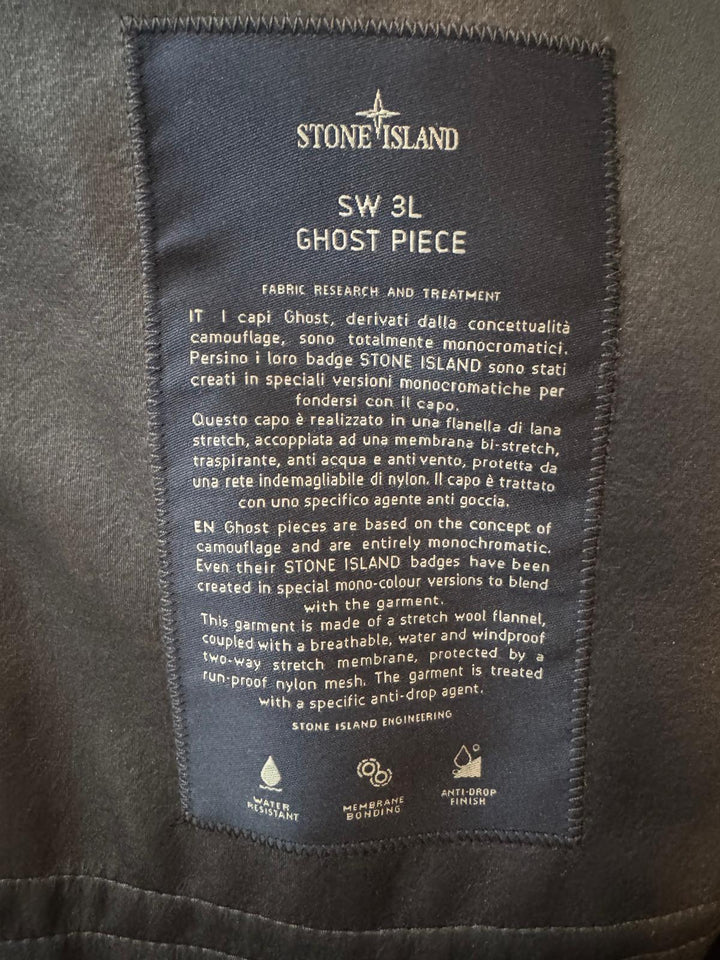 STONE ISLAND
SW 3L
GHOST PIECE
FABRIC RESEARCH AND TREATMENT
IT I capi Ghost, derivati dalla concettualità
camouflage, sono totalmente monocromatici.
Persino i loro badge STONE ISLAND sono stati
creati in speciali versioni monocromatiche per
fondersi con il capo.
Questo capo è realizzato in una flanella di lana
stretch, accoppiata ad una membrana bi-stretch,
traspirante, anti acqua e anti vento, protetta da
una rete indemagliabile di nylon. Il capo è trattato
con uno specifico agente anti goccia.
EN Ghost pieces are based on the concept of
camouflage and are entirely monochromatic.
Even their STONE ISLAND badges have been
created in special mono-colour versions to blend
with the garment.
This garment is made of a stretch wool flannel,
coupled with a breathable, water and windproof
two-way stretch membrane, protected by a
run-proof nylon mesh. The garment is treated
with a specific anti-drop agent.
STONE ISLAND ENGINEERING
WATER
RESISTANT
MEMBRANE
BONDING
ANTI-DROP
FINISH